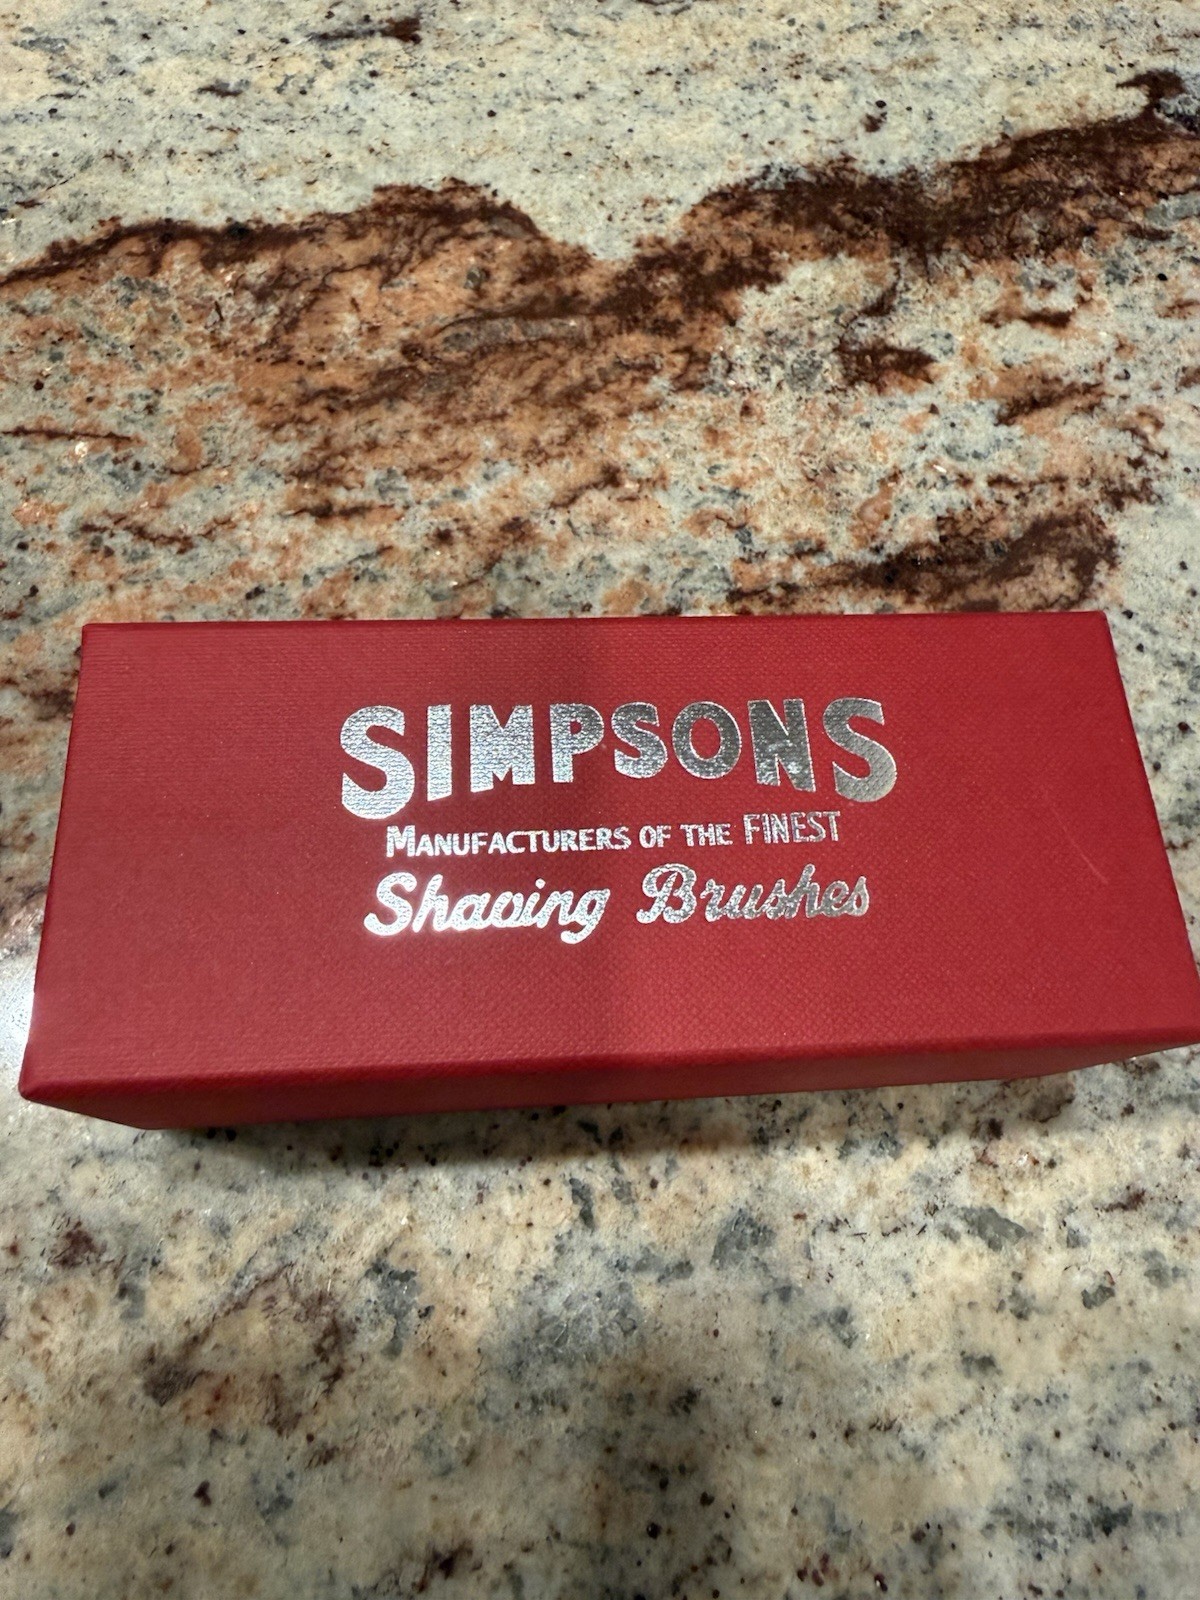 SIMPSONS
MANUFACTURERS OF THE FINEST
Shaving Brushes